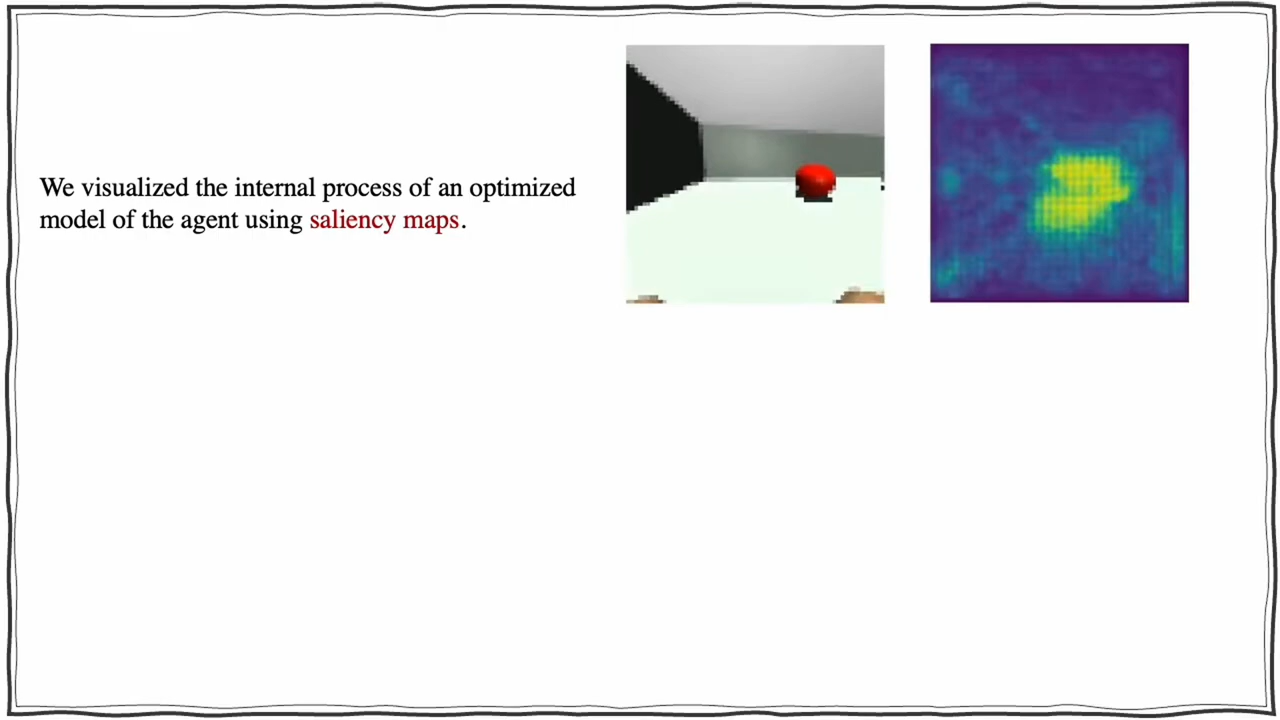 We visualized the internal process of an optimized
model of the agent using saliency maps.